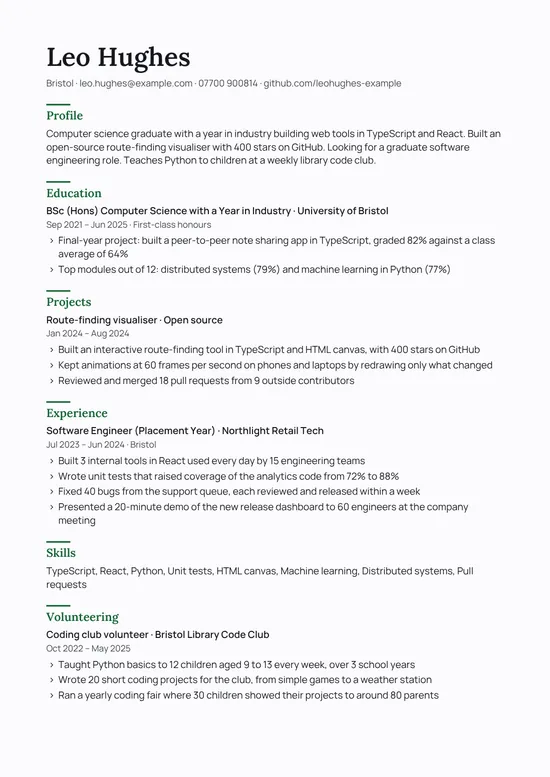 Leo Hughes
Bristol · leo.hughes@example.com · 07700 900814 · github.com/leohughes-example
Profile
Computer science graduate with a year in industry building web tools in TypeScript and React. Built an
open-source route-finding visualiser with 400 stars on GitHub. Looking for a graduate software
engineering role. Teaches Python to children at a weekly library code club.
Education
BSc (Hons) Computer Science with a Year in Industry · University of Bristol
Sep 2021 – Jun 2025 · First-class honours
› Final-year project: built a peer-to-peer note sharing app in TypeScript, graded 82% against a class
average of 64%
› Top modules out of 12: distributed systems (79%) and machine learning in Python (77%)
Projects
Route-finding visualiser · Open source
Jan 2024 – Aug 2024
› Built an interactive route-finding tool in TypeScript and HTML canvas, with 400 stars on GitHub
› Kept animations at 60 frames per second on phones and laptops by redrawing only what changed
› Reviewed and merged 18 pull requests from 9 outside contributors
Experience
Software Engineer (Placement Year) · Northlight Retail Tech
Jul 2023 – Jun 2024 · Bristol
› Built 3 internal tools in React used every day by 15 engineering teams
› Wrote unit tests that raised coverage of the analytics code from 72% to 88%
› Fixed 40 bugs from the support queue, each reviewed and released within a week
› Presented a 20-minute demo of the new release dashboard to 60 engineers at the company
meeting
Skills
TypeScript, React, Python, Unit tests, HTML canvas, Machine learning, Distributed systems, Pull
requests
Volunteering
Coding club volunteer · Bristol Library Code Club
Oct 2022 – May 2025
› Taught Python basics to 12 children aged 9 to 13 every week, over 3 school years
› Wrote 20 short coding projects for the club, from simple games to a weather station
› Ran a yearly coding fair where 30 children showed their projects to around 80 parents